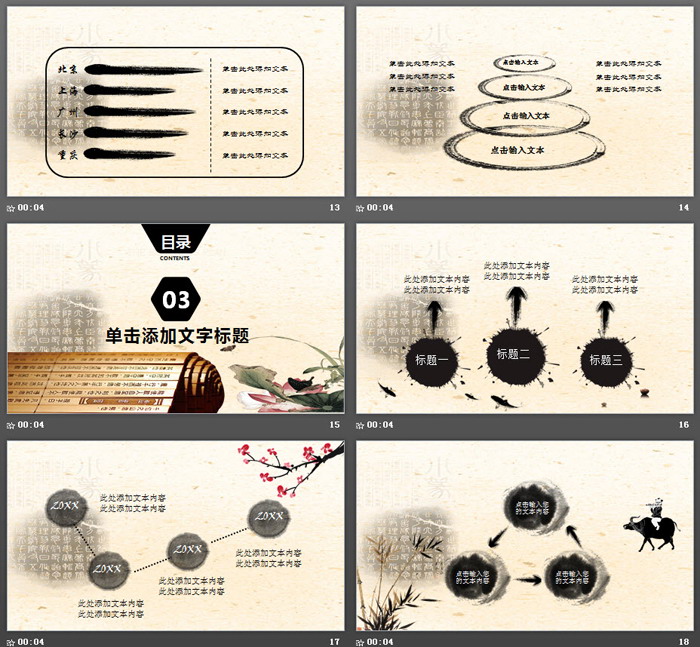 北京
单击此处添加文本
上海
单击此处添加文本
广州
单击此处添加文本
长沙
单击此处添加文本
重庆
单击此处添加文本
00:04
13
单击此处添加文本
单击此处添加文本
单击此处添加文本
点击输入文本
点击输入文本
点击输入文本
点击输入文本
单击此处添加文本
单击此处添加文本
单击此处添加文本
00:04
14
目录
CONTENTS
03
单击添加文字标题
00:04
15
此处添加文本内容
此处添加文本内容
此处添加文本内容
此处添加文本内容
此处添加文本内容
此处添加文本内容
标题一
标题二
标题三
00:04
16
20XX
此处添加文本内容
此处添加文本内容
20XX
此处添加文本内容
此处添加文本内容
20XX
此处添加文本内容
此处添加文本内容
20XX
此处添加文本内容
此处添加文本内容
00:04
17
点击输入您
的文本内容
点击输入您
的文本内容
点击输入您
的文本内容
00:04
18